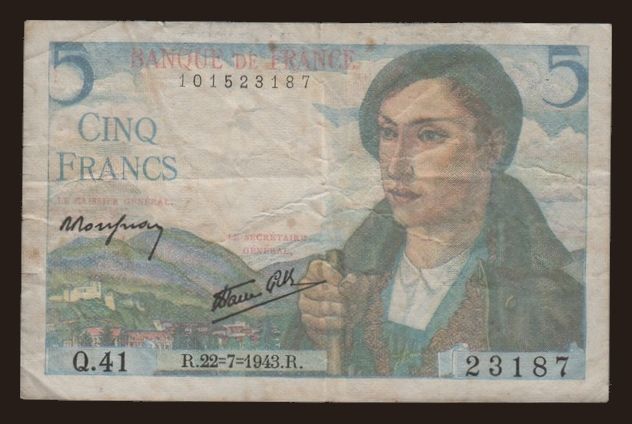 5 BANQUE DE FRANCE 5
101523187
CINQ
FRANCS
LE CAISSIER GÉNÉRAL,
LE SECRÉTAIRE
GÉNÉRAL,
Q.41 R.22=7=1943.R. 23187